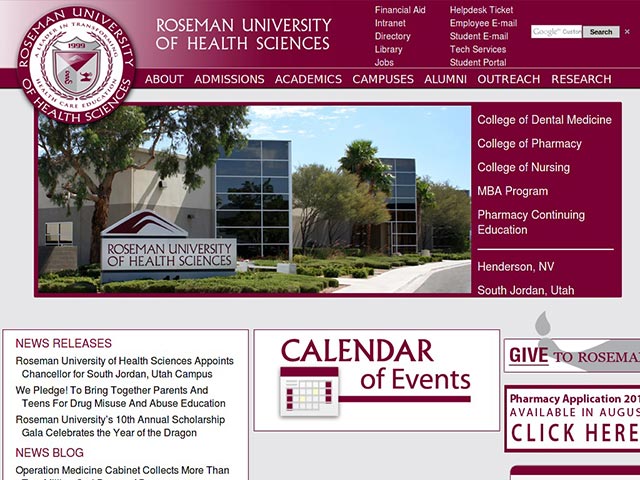 ROSEMAN UNIVERSITY
OF HEALTH SCIENCES
A LEADER IN TRANSFORMING
HEALTH CARE EDUCATION
1999
ROSEMAN UNIVERSITY
OF HEALTH SCIENCES
Financial Aid
Intranet
Directory
Library
Jobs
Helpdesk Ticket
Employee E-mail
Student E-mail
Tech Services
Student Portal
Google Custom
Search
×
ABOUT ADMISSIONS ACADEMICS CAMPUSES ALUMNI OUTREACH RESEARCH
ROSEMAN UNIVERSITY
OF HEALTH SCIENCES
College of Dental Medicine
College of Pharmacy
College of Nursing
MBA Program
Pharmacy Continuing
Education
Henderson, NV
South Jordan, Utah
NEWS RELEASES
Roseman University of Health Sciences Appoints
Chancellor for South Jordan, Utah Campus
We Pledge! To Bring Together Parents And
Teens For Drug Misuse And Abuse Education
Roseman University's 10th Annual Scholarship
Gala Celebrates the Year of the Dragon
NEWS BLOG
Operation Medicine Cabinet Collects More Than
CALENDAR
of Events
GIVE TO ROSEMAN
Pharmacy Application 201
AVAILABLE IN AUGUS
CLICK HERE